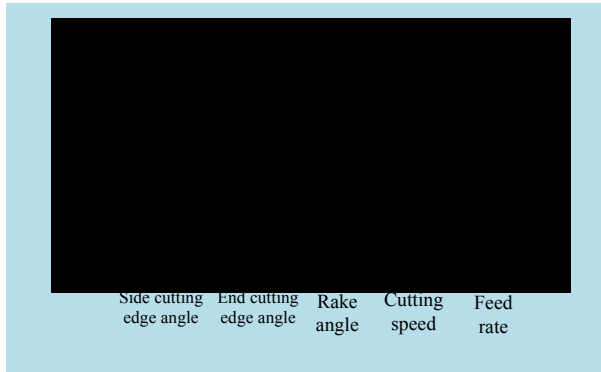 Side cutting
edge angle
End cutting
edge angle
Rake
angle
Cutting
speed
Feed
rate